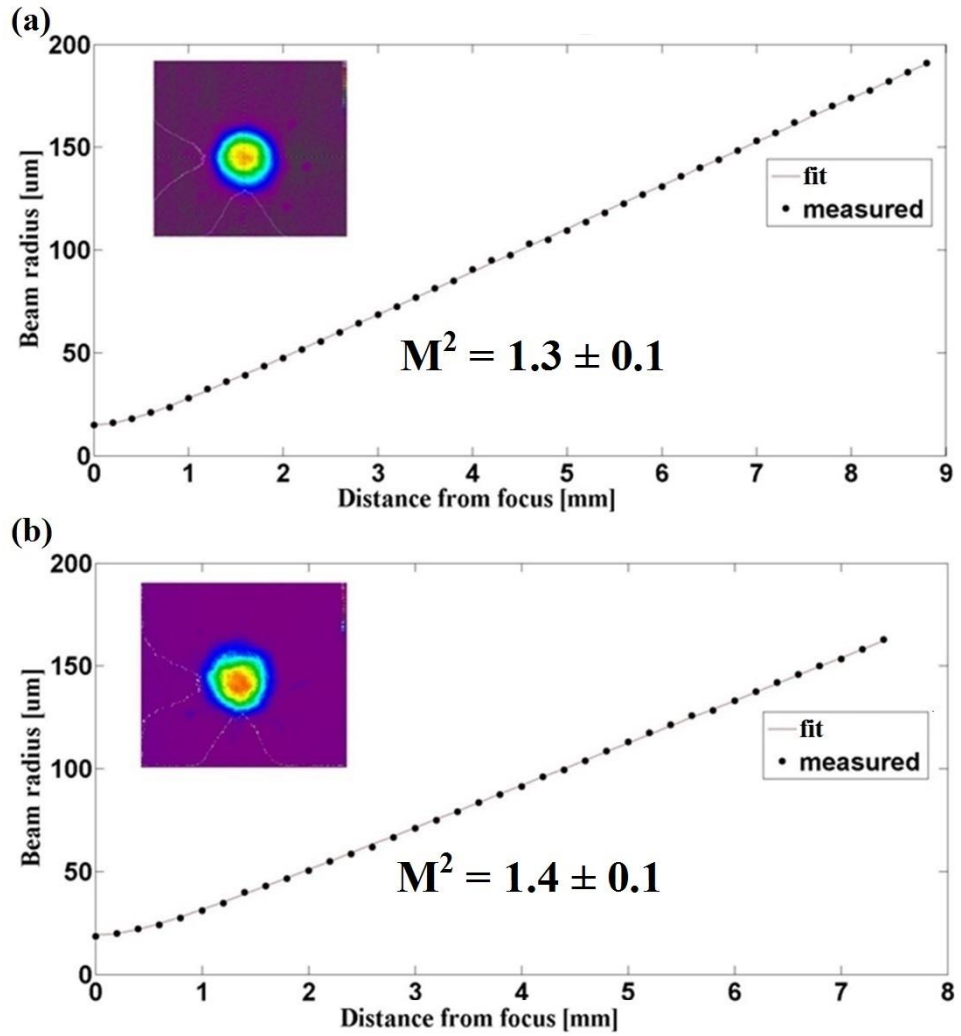 (a)
200
150
100
50
0
Beam radius [um]
fit
measured
M² = 1.3 ± 0.1
0 1 2 3 4 5 6 7 8 9
Distance from focus [mm]
(b)
200
150
100
50
0
Beam radius [um]
fit
measured
M² = 1.4 ± 0.1
0 1 2 3 4 5 6 7 8
Distance from focus [mm]